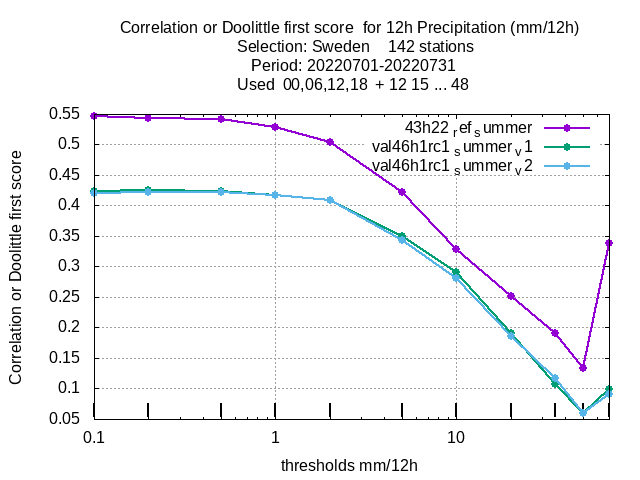 Correlation or Doolittle first score  for 12h Precipitation (mm/12h)
Selection: Sweden    142 stations
Period: 20220701-20220731
Used  00,06,12,18  + 12 15 ... 48
43h22 ref summer
val46h1rc1 summer v1
val46h1rc1 summer v2
Correlation or Doolittle first score
0.55
0.5
0.45
0.4
0.35
0.3
0.25
0.2
0.15
0.1
0.05
0.1 1 10
thresholds mm/12h